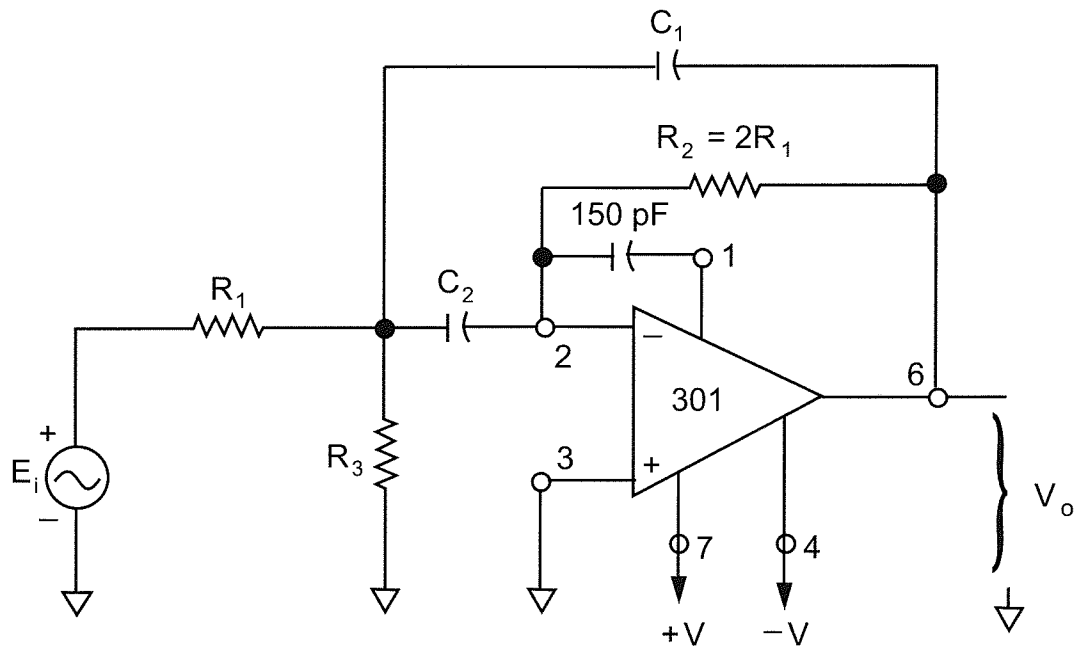 C₁
R₂ = 2R₁
150 pF
1
C₂
R₁
2
6
301
−
+
3
R₃
+
Eᵢ
−
7
4
Vₒ
+V
−V